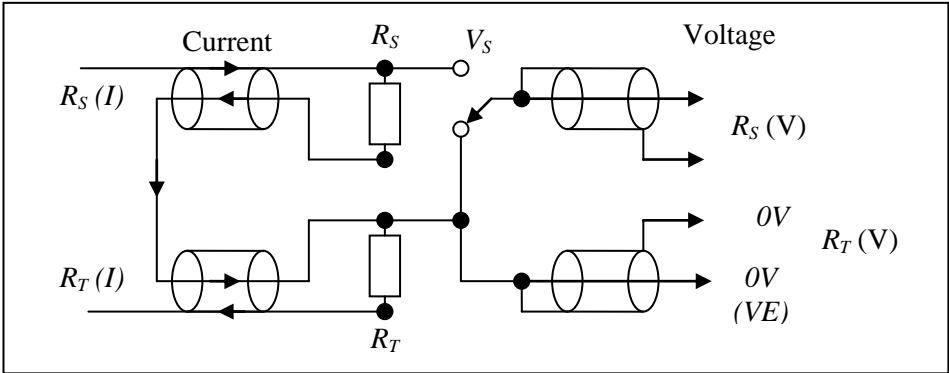 Current
R_S
V_S
Voltage
R_S (I)
R_S (V)
0V
R_T (V)
R_T (I)
0V
(VE)
R_T